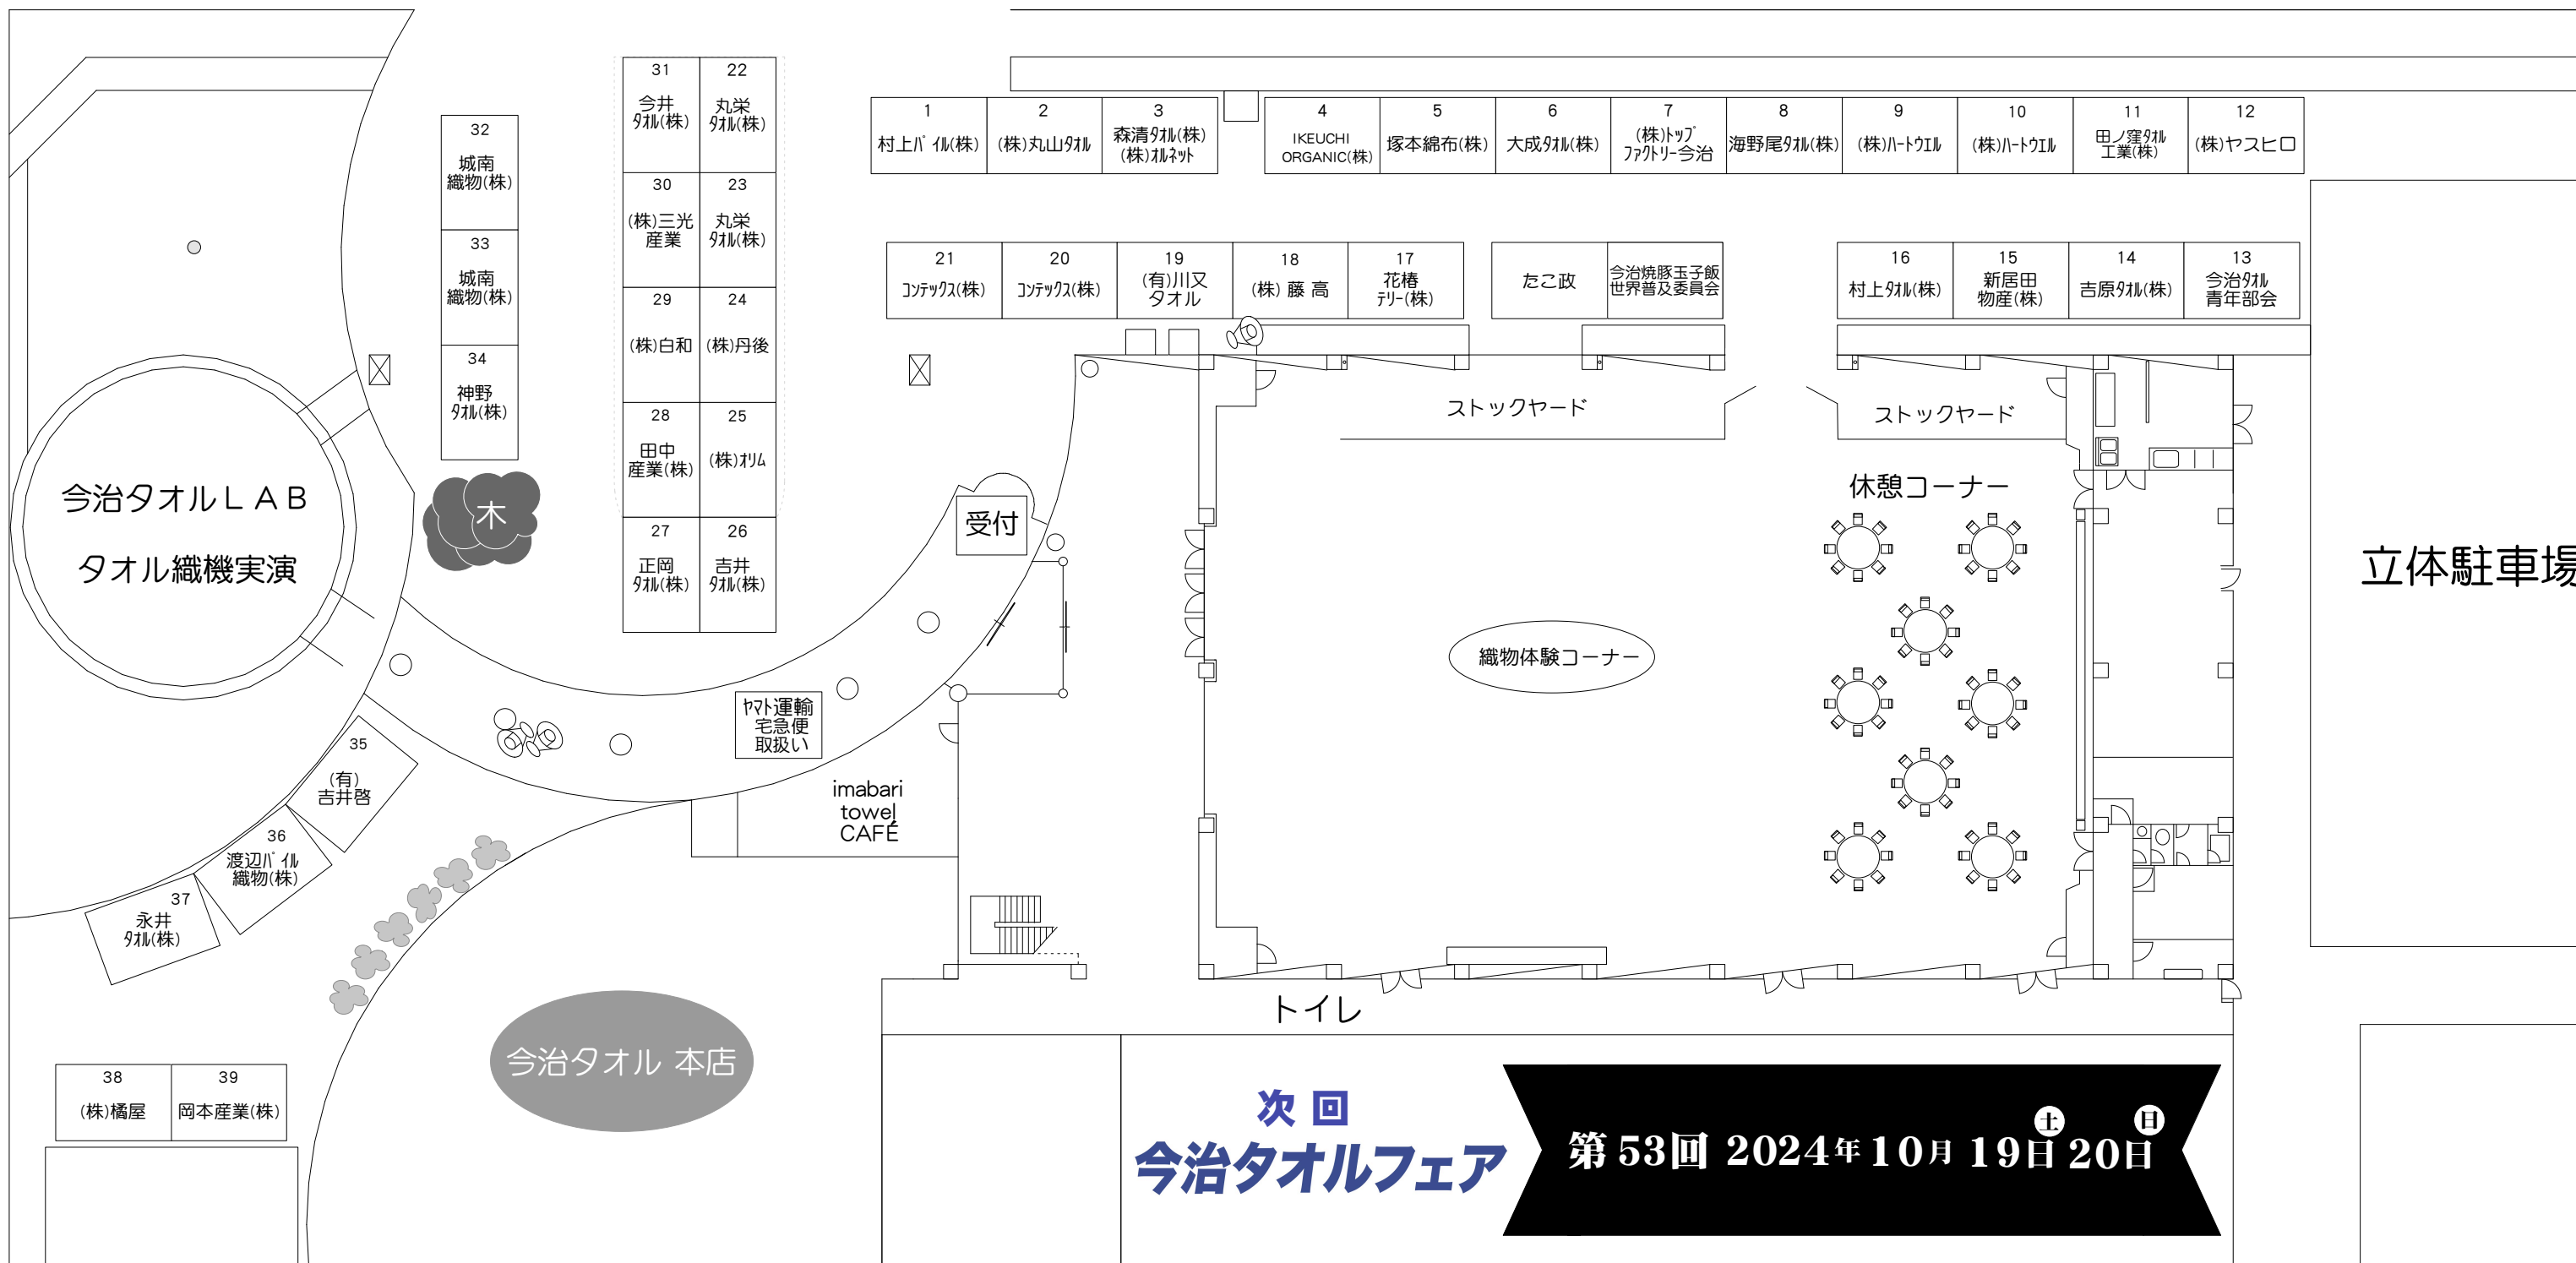 1
村上ﾊﾟｲﾙ(株)
2
(株)丸山ﾀｵﾙ
3
森清ﾀｵﾙ(株)
(株)ｵﾙﾈｯﾄ
4
IKEUCHI
ORGANIC(株)
5
塚本綿布(株)
6
大成ﾀｵﾙ(株)
7
(株)ﾄｯﾌﾟ
ﾌｧｸﾄﾘｰ今治
8
海野尾ﾀｵﾙ(株)
9
(株)ﾊｰﾄｳｴﾙ
10
(株)ﾊｰﾄｳｴﾙ
11
田ノ窪ﾀｵﾙ
工業(株)
12
(株)ヤスヒロ
21
ｺﾝﾃｯｸｽ(株)
20
ｺﾝﾃｯｸｽ(株)
19
(有)川又
タオル
18
(株) 藤 高
17
花椿
ﾃﾘｰ(株)
たこ政
今治焼豚玉子飯
世界普及委員会
16
村上ﾀｵﾙ(株)
15
新居田
物産(株)
14
吉原ﾀｵﾙ(株)
13
今治ﾀｵﾙ
青年部会
31
今井
ﾀｵﾙ(株)
22
丸栄
ﾀｵﾙ(株)
30
(株)三光
産業
23
丸栄
ﾀｵﾙ(株)
29
(株)白和
24
(株)丹後
28
田中
産業(株)
25
(株)ｵﾘﾑ
27
正岡
ﾀｵﾙ(株)
26
吉井
ﾀｵﾙ(株)
32
城南
織物(株)
33
城南
織物(株)
34
神野
ﾀｵﾙ(株)
木
今治タオルＬＡＢ
タオル織機実演
受付
ﾔﾏﾄ運輸
宅急便
取扱い
imabari
towel
CAFÉ
35
(有)
吉井啓
36
渡辺ﾊﾟｲﾙ
織物(株)
37
永井
ﾀｵﾙ(株)
38
(株)橘屋
39
岡本産業(株)
今治タオル 本店
ストックヤード
ストックヤード
休憩コーナー
織物体験コーナー
立体駐車場
トイレ
次回
今治タオルフェア
第53回 2024年10月19日土20日日